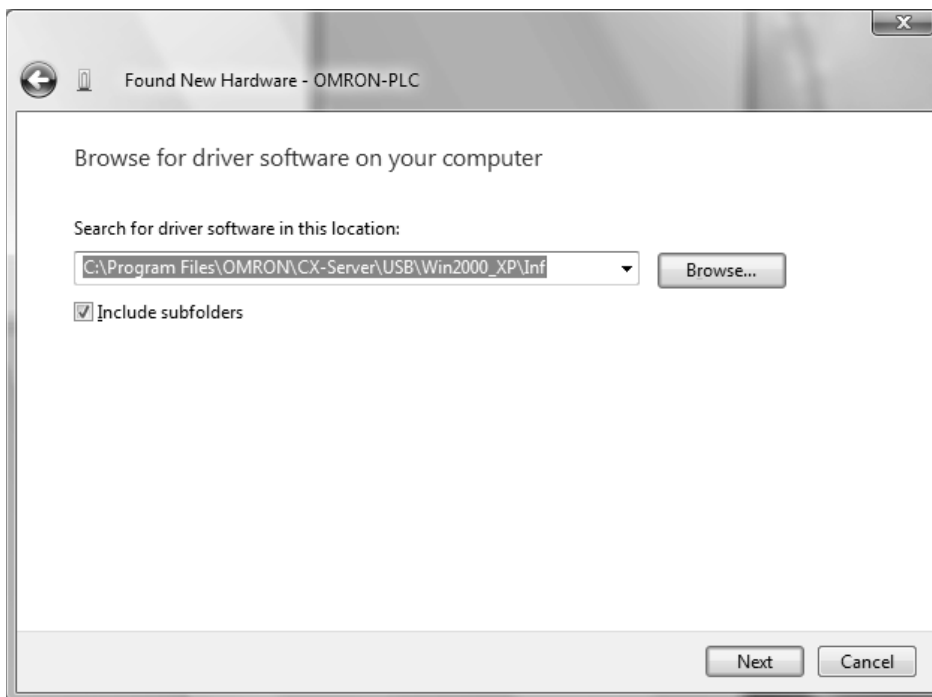 Found New Hardware - OMRON-PLC
Browse for driver software on your computer
Search for driver software in this location:
C:\Program Files\OMRON\CX-Server\USB\Win2000_XP\Inf
Browse...
Include subfolders
Next
Cancel